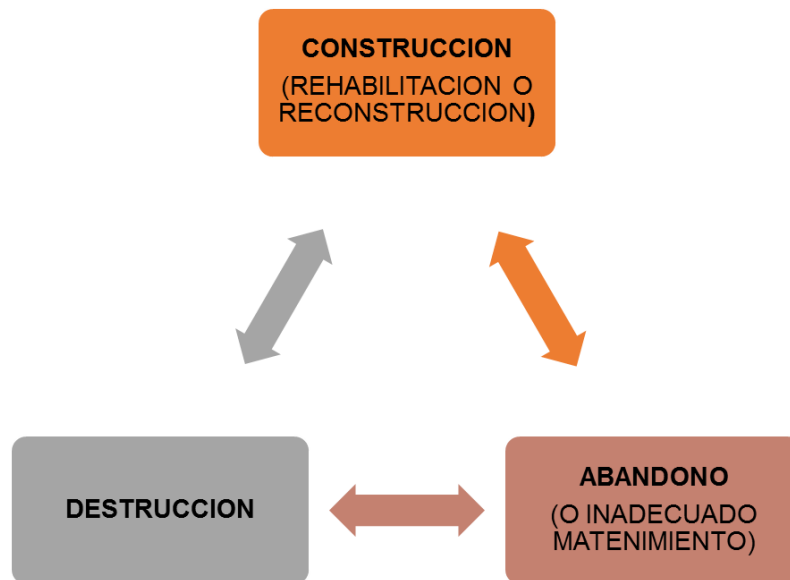 CONSTRUCCION
(REHABILITACION O
RECONSTRUCCION)
DESTRUCCION
ABANDONO
(O INADECUADO
MATENIMIENTO)